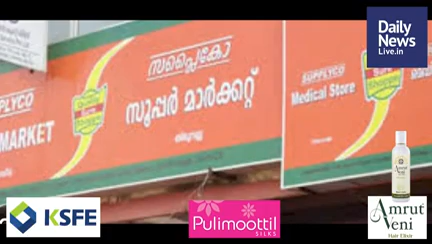 Daily
News
Live.in
സപ്ലൈകോ
സൂപ്പർ മാർക്കറ്റ്
SUPPLYCO
MARKET
SUPPLYCO
Medical Store
KSFE
Pulimoottil
SILKS
Amrut
Veni
Hair Elixir